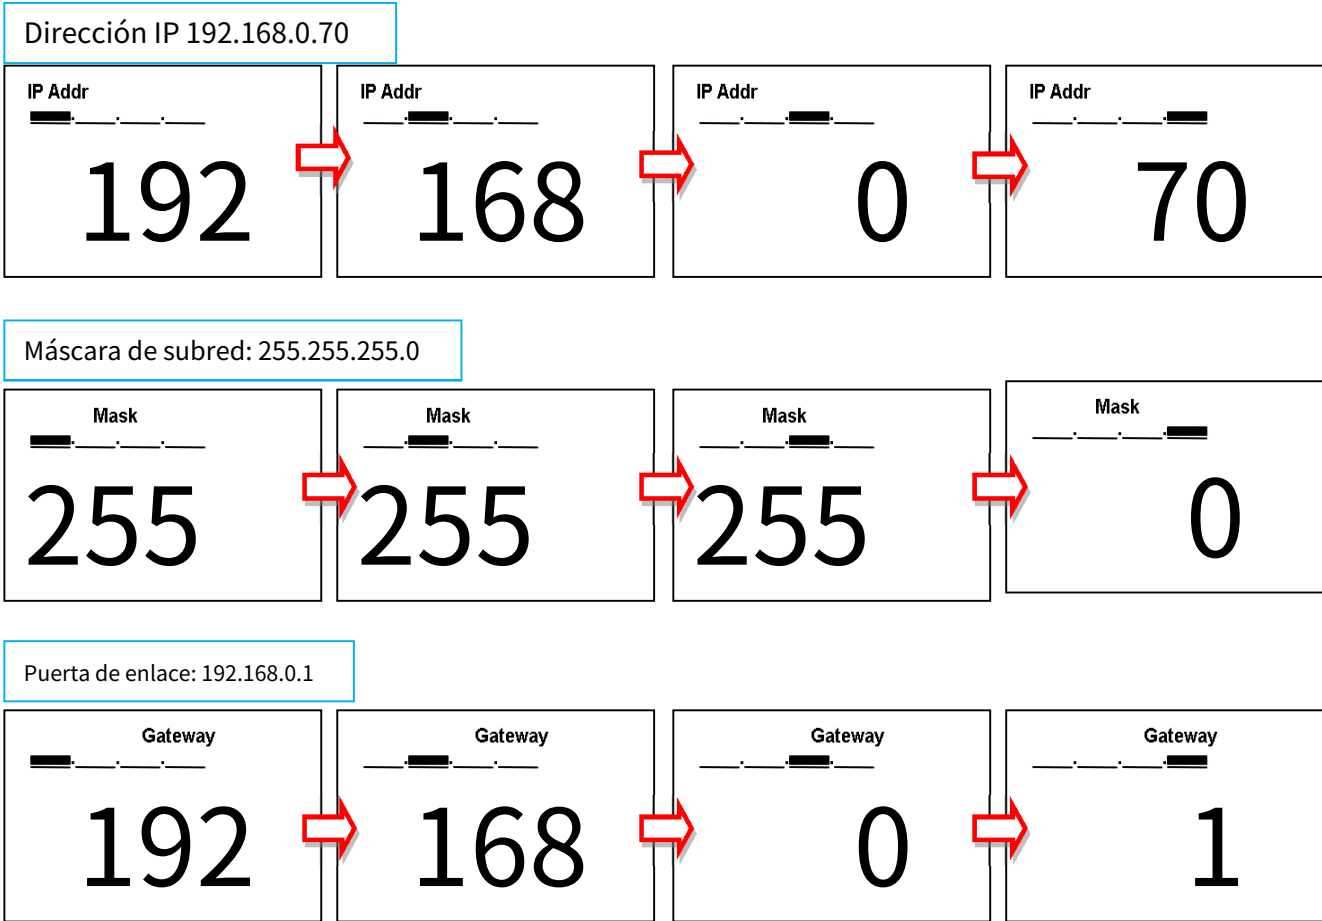 Dirección IP 192.168.0.70
IP Addr IP Addr IP Addr IP Addr
192 168 0 70
Máscara de subred: 255.255.255.0
Mask Mask Mask Mask
255 255 255 0
Puerta de enlace: 192.168.0.1
Gateway Gateway Gateway Gateway
192 168 0 1